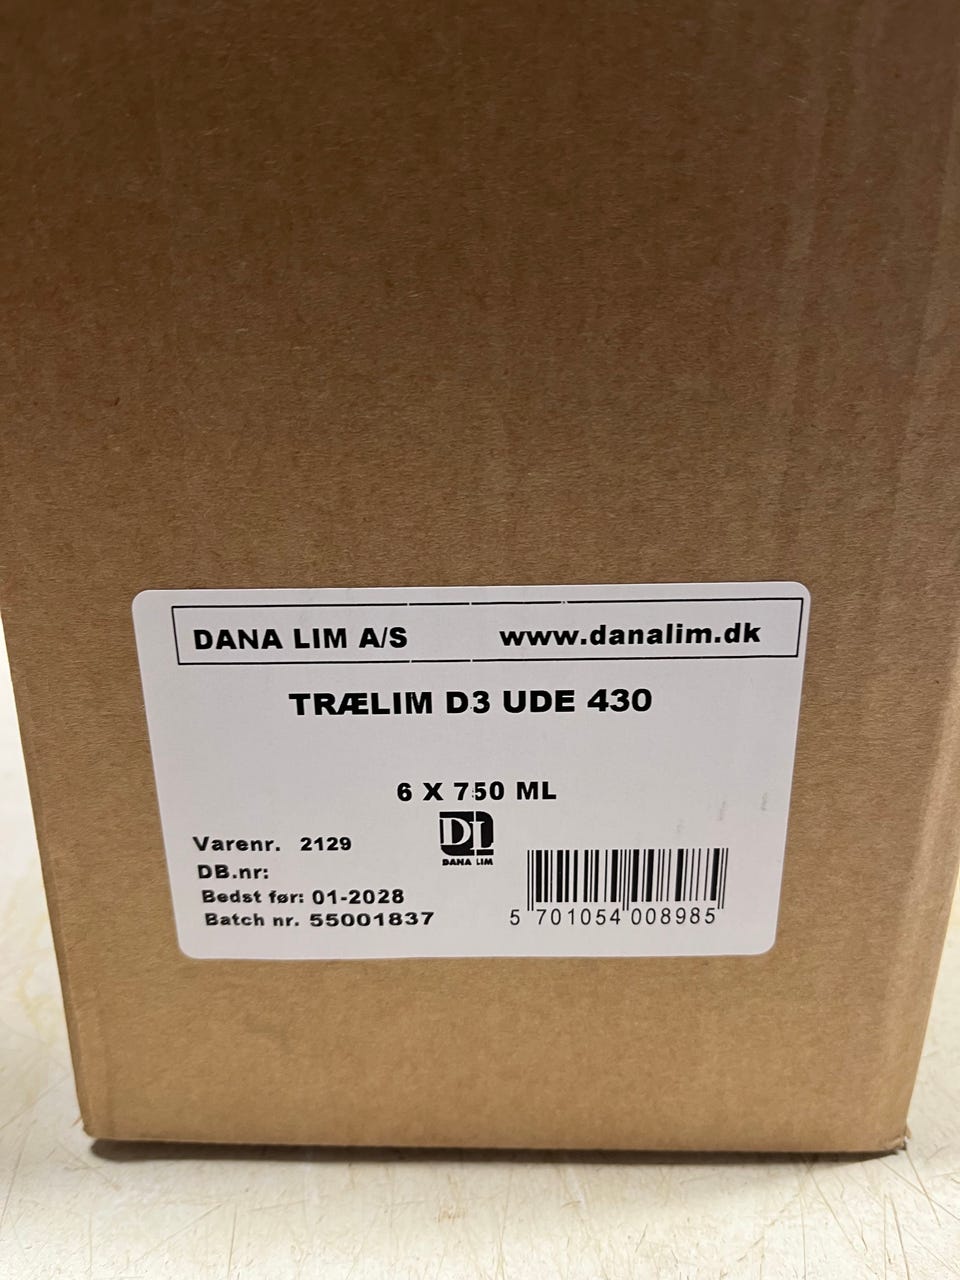 DANA LIM A/S www.danalim.dk
TRÆLIM D3 UDE 430
6 X 750 ML
DL
DANA LIM
Varenr. 2129
DB.nr:
Bedst før: 01-2028
Batch nr. 55001837
5 701054 008985